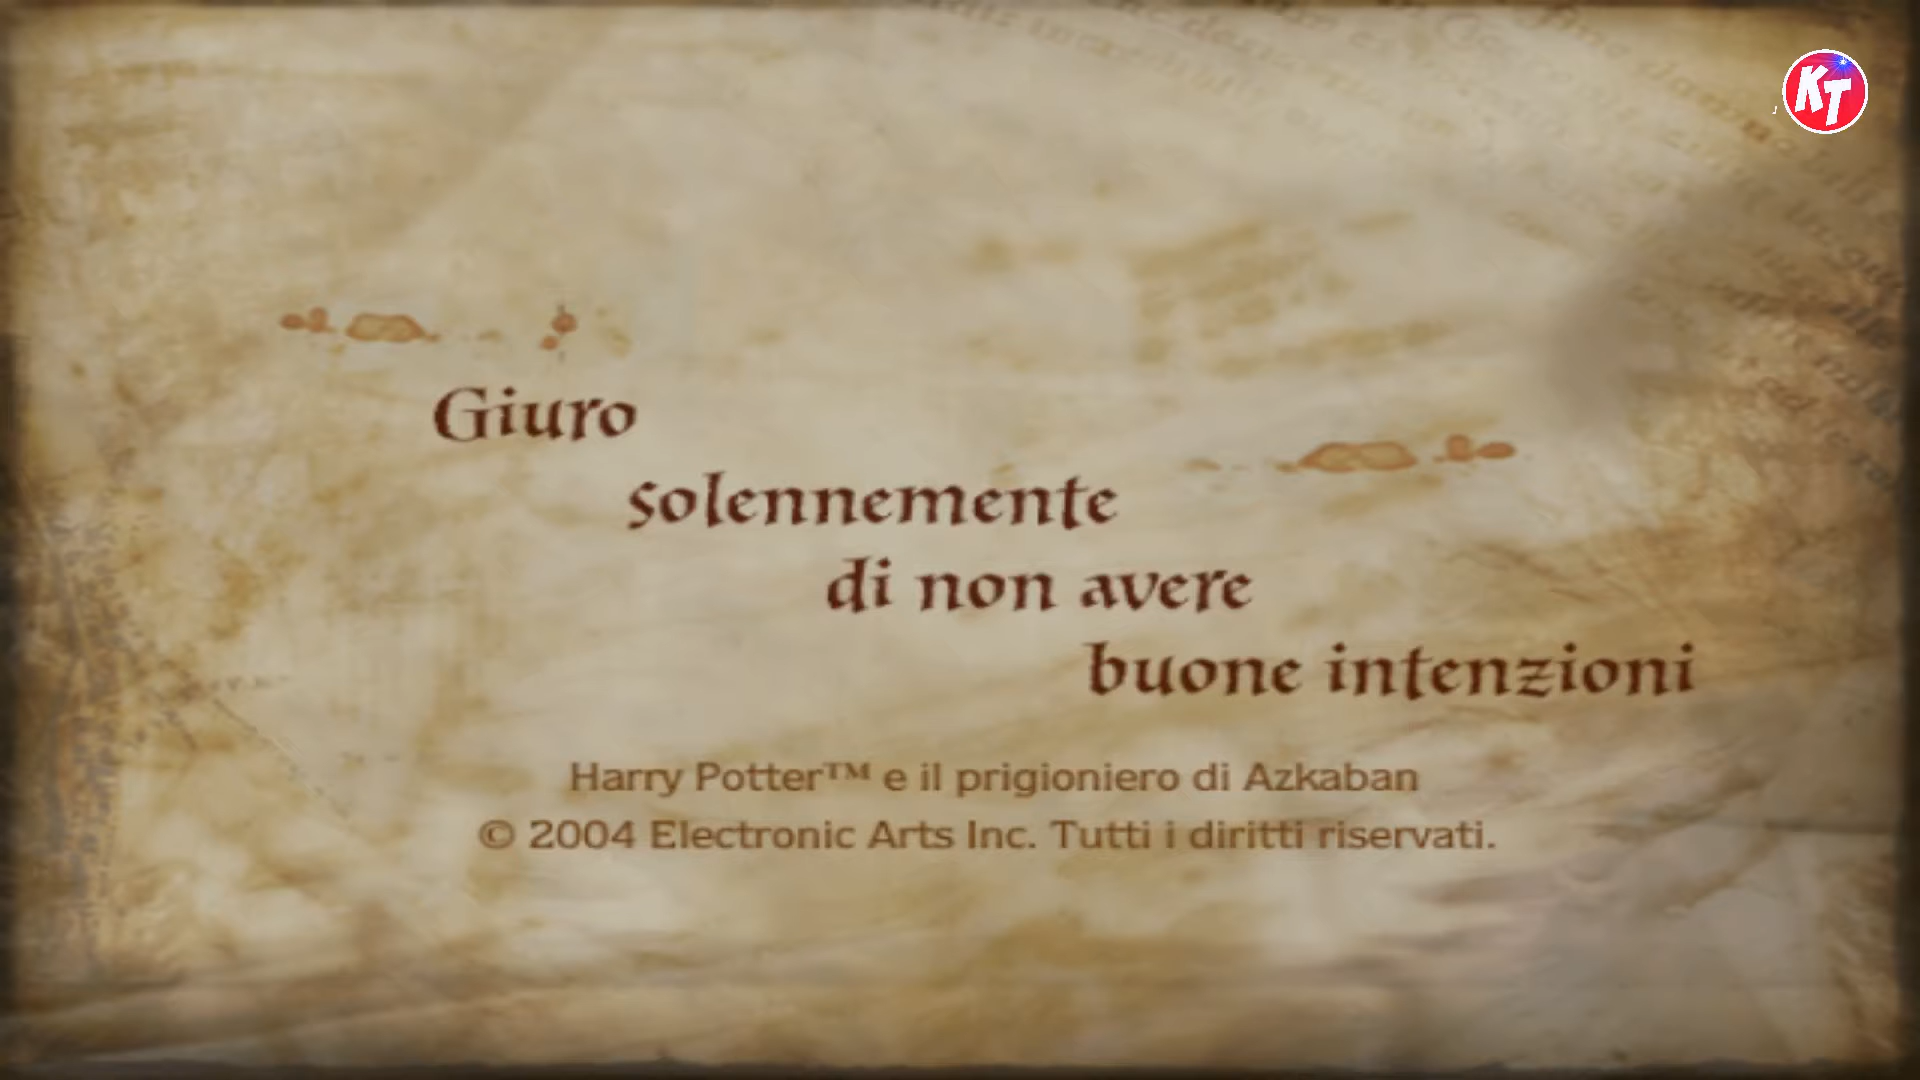 KT
Giuro
solennemente
di non avere
buone intenzioni
Harry Potter™ e il prigioniero di Azkaban
© 2004 Electronic Arts Inc. Tutti i diritti riservati.